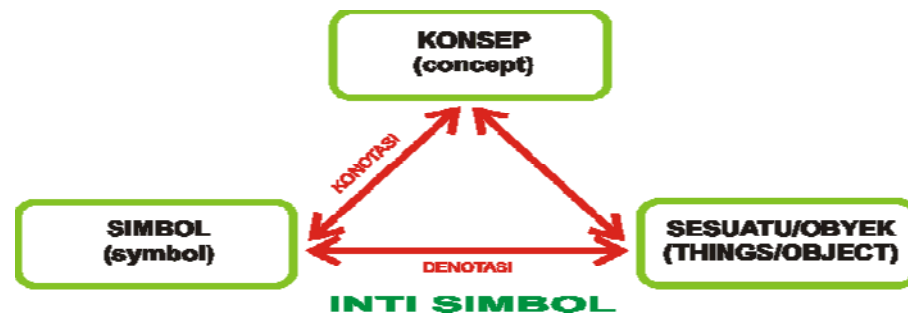 KONSEP
(concept)
KONOTASI
SIMBOL
(symbol)
SESUATU/OBYEK
(THINGS/OBJECT)
DENOTASI
INTI SIMBOL